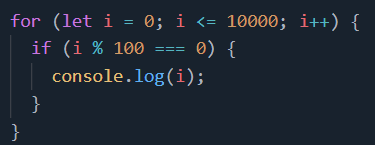 for (let i = 0; i <= 10000; i++) {
  if (i % 100 === 0) {
    console.log(i);
  }
}